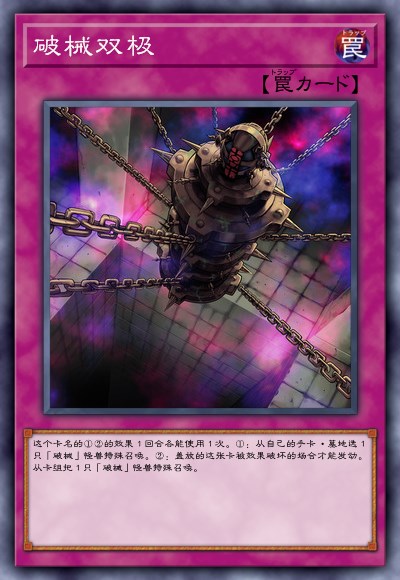 破械双极
トラップ
罠
トラップ
【罠カード】
这个卡名的①②的效果1回合各能使用1次。①：从自己的手卡·墓地选1
只「破械」怪兽特殊召唤。②：盖放的这张卡被效果破坏的场合才能发动。
从卡组把1只「破械」怪兽特殊召唤。